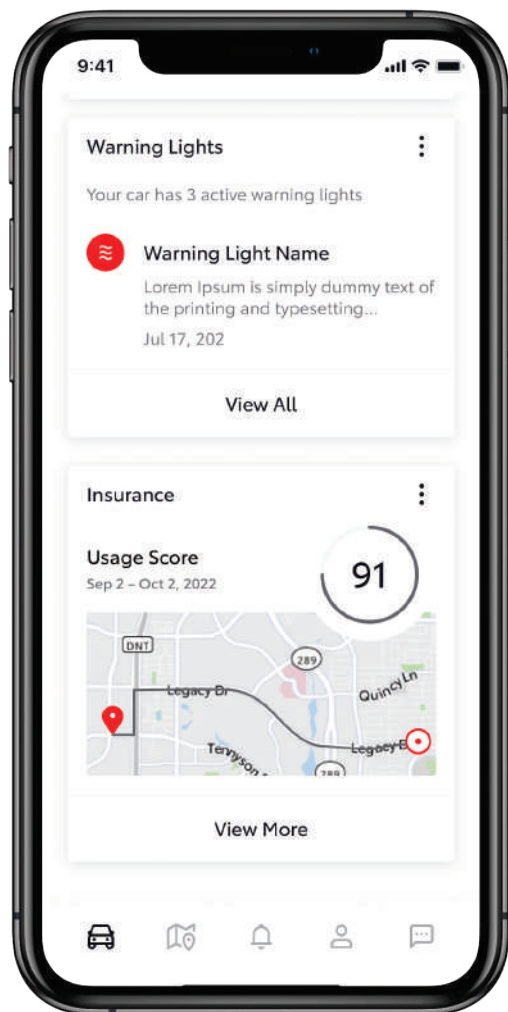 9:41
Warning Lights
Your car has 3 active warning lights
Warning Light Name
Lorem Ipsum is simply dummy text of
the printing and typesetting...
Jul 17, 202
View All
Insurance
Usage Score
Sep 2 – Oct 2, 2022
91
DNT
289
Legacy Dr
Quincy Ln
Legacy
Tennyson
289
View More